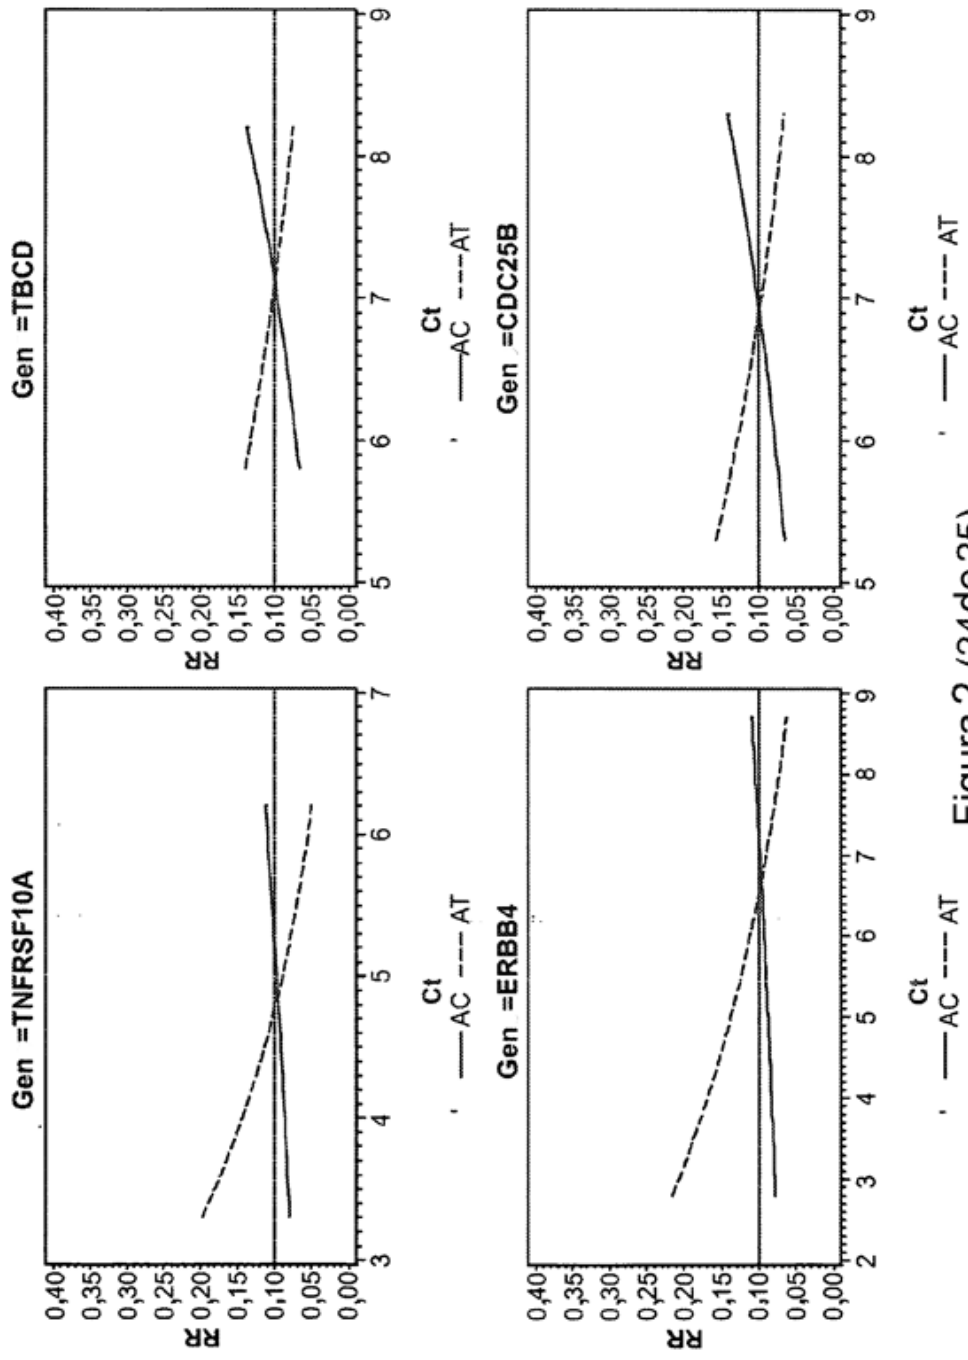 Gen =TNFRSF10A
RR
0,40
0,35
0,30
0,25
0,20
0,15
0,10
0,05
0,00
3 4 5 6 7
Ct
AC AT
Gen =TBCD
RR
0,40
0,35
0,30
0,25
0,20
0,15
0,10
0,05
0,00
5 6 7 8 9
Ct
AC AT
Gen =ERBB4
RR
0,40
0,35
0,30
0,25
0,20
0,15
0,10
0,05
0,00
2 3 4 5 6 7 8 9
Ct
AC AT
Gen =CDC25B
RR
0,40
0,35
0,30
0,25
0,20
0,15
0,10
0,05
0,00
5 6 7 8 9
Ct
AC AT
Figura 2